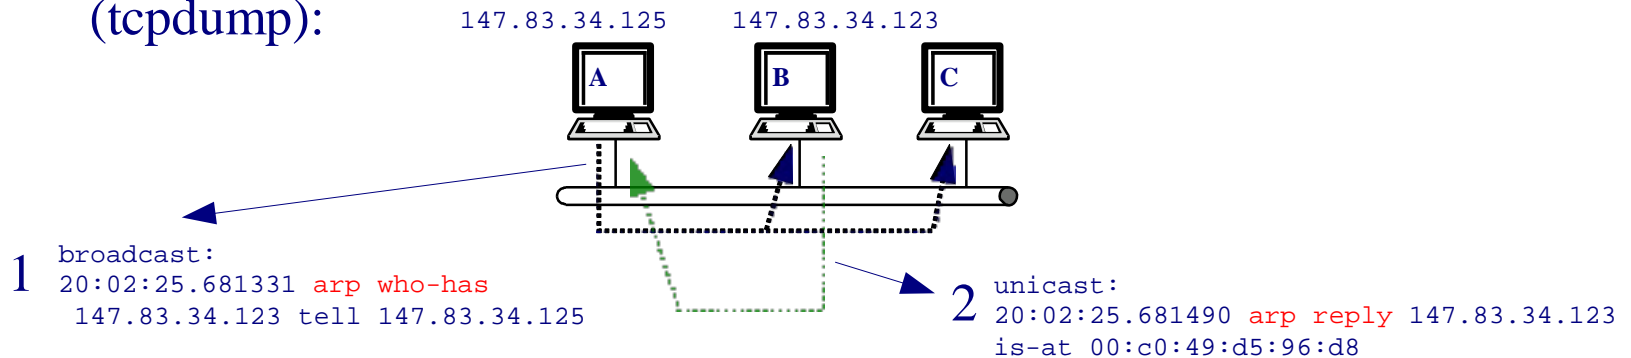 (tcpdump):
147.83.34.125 147.83.34.123
A B C
1 broadcast:
20:02:25.681331 arp who-has
147.83.34.123 tell 147.83.34.125
2 unicast:
20:02:25.681490 arp reply 147.83.34.123
is-at 00:c0:49:d5:96:d8